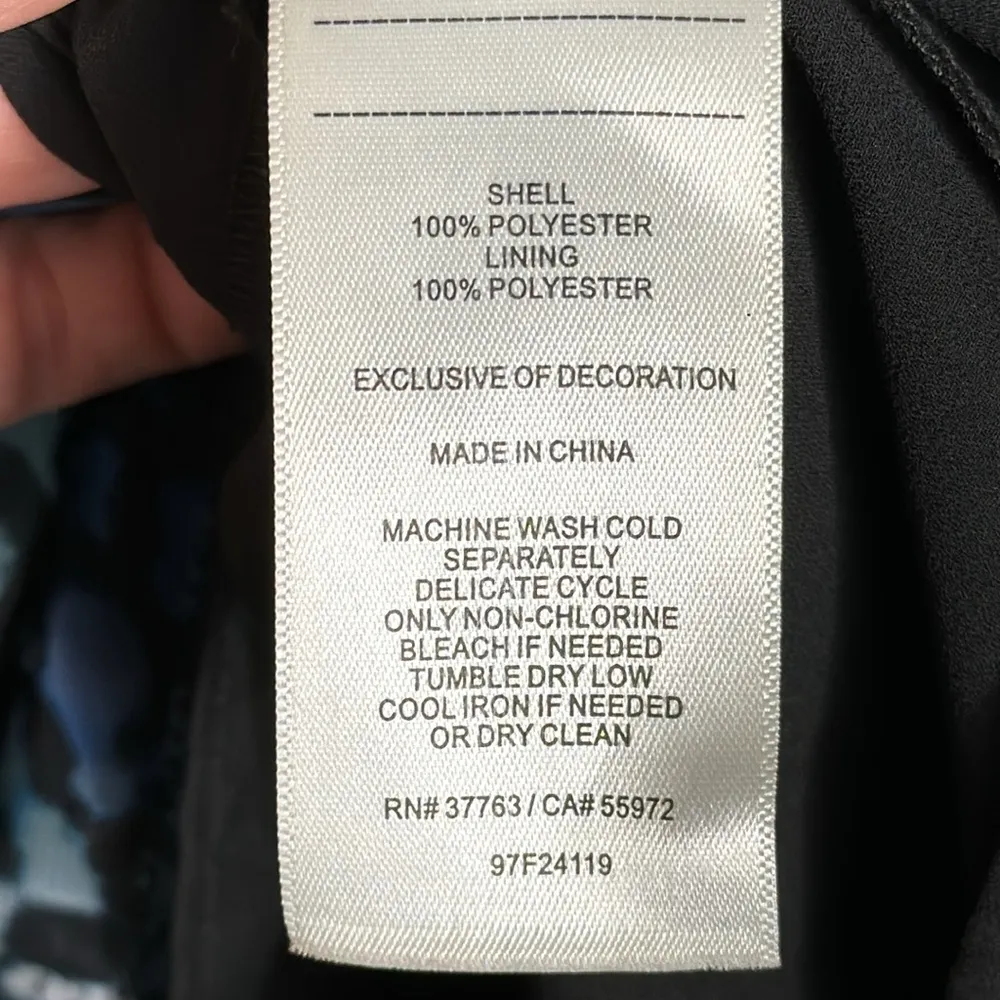 SHELL
100% POLYESTER
LINING
100% POLYESTER
EXCLUSIVE OF DECORATION
MADE IN CHINA
MACHINE WASH COLD
SEPARATELY
DELICATE CYCLE
ONLY NON-CHLORINE
BLEACH IF NEEDED
TUMBLE DRY LOW
COOL IRON IF NEEDED
OR DRY CLEAN
RN# 37763 / CA# 55972
97F24119